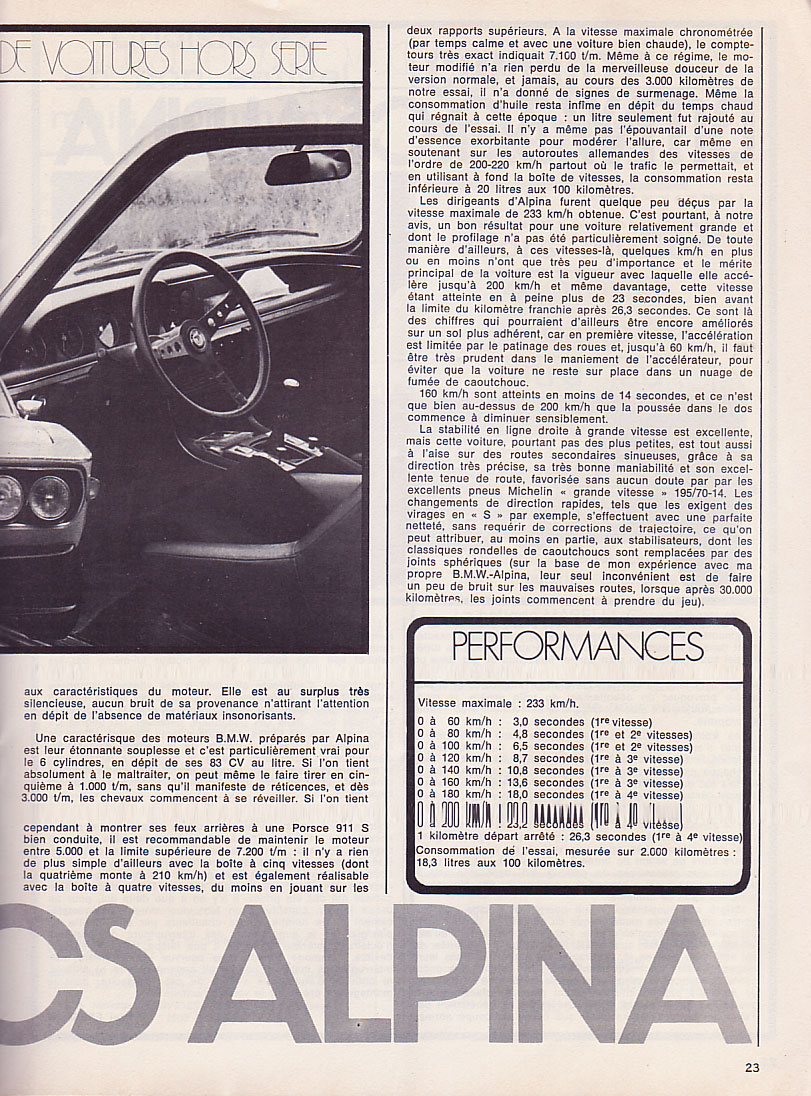 DE VOITURES HORS SERIE
aux caractéristiques du moteur. Elle est au surplus très
silencieuse, aucun bruit de sa provenance n'attirant l'attention
en dépit de l'absence de matériaux insonorisants.
Une caractérisque des moteurs B.M.W. préparés par Alpina
est leur étonnante souplesse et c'est particulièrement vrai pour
le 6 cylindres, en dépit de ses 83 CV au litre. Si l'on tient
absolument à le maltraiter, on peut même le faire tirer en cin-
quième à 1.000 t/m, sans qu'il manifeste de réticences, et dès
3.000 t/m, les chevaux commencent à se réveiller. Si l'on tient
cependant à montrer ses feux arrières à une Porsce 911 S
bien conduite, il est recommandable de maintenir le moteur
entre 5.000 et la limite supérieure de 7.200 t/m : il n'y a rien
de plus simple d'ailleurs avec la boîte à cinq vitesses (dont
la quatrième monte à 210 km/h) et est également réalisable
avec la boîte à quatre vitesses, du moins en jouant sur les
deux rapports supérieurs. A la vitesse maximale chronométrée
(par temps calme et avec une voiture bien chaude), le compte-
tours très exact indiquait 7.100 t/m. Même à ce régime, le mo-
teur modifié n'a rien perdu de la merveilleuse douceur de la
version normale, et jamais, au cours des 3.000 kilomètres de
notre essai, il n'a donné de signes de surmenage. Même la
consommation d'huile resta infime en dépit du temps chaud
qui régnait à cette époque : un litre seulement fut rajouté au
cours de l'essai. Il n'y a même pas l'épouvantail d'une note
d'essence exorbitante pour modérer l'allure, car même en
soutenant sur les autoroutes allemandes des vitesses de
l'ordre de 200-220 km/h partout où le trafic le permettait, et
en utilisant à fond la boîte de vitesses, la consommation resta
inférieure à 20 litres aux 100 kilomètres.
Les dirigeants d'Alpina furent quelque peu déçus par la
vitesse maximale de 233 km/h obtenue. C'est pourtant, à notre
avis, un bon résultat pour une voiture relativement grande et
dont le profilage n'a pas été particulièrement soigné. De toute
manière d'ailleurs, à ces vitesses-là, quelques km/h en plus
ou en moins n'ont que très peu d'importance et le mérite
principal de la voiture est la vigueur avec laquelle elle accé-
lère jusqu'à 200 km/h et même davantage, cette vitesse
étant atteinte en à peine plus de 23 secondes, bien avant
la limite du kilomètre franchie après 26,3 secondes. Ce sont là
des chiffres qui pourraient d'ailleurs être encore améliorés
sur un sol plus adhérent, car en première vitesse, l'accélération
est limitée par le patinage des roues et, jusqu'à 60 km/h, il faut
être très prudent dans le maniement de l'accélérateur, pour
éviter que la voiture ne reste sur place dans un nuage de
fumée de caoutchouc.
160 km/h sont atteints en moins de 14 secondes, et ce n'est
que bien au-dessus de 200 km/h que la poussée dans le dos
commence à diminuer sensiblement.
La stabilité en ligne droite à grande vitesse est excellente,
mais cette voiture, pourtant pas des plus petites, est tout aussi
à l'aise sur des routes secondaires sinueuses, grâce à sa
direction très précise, sa très bonne maniabilité et son excel-
lente tenue de route, favorisée sans aucun doute par par les
excellents pneus Michelin « grande vitesse » 195/70-14. Les
changements de direction rapides, tels que les exigent des
virages en « S » par exemple, s'effectuent avec une parfaite
netteté, sans requérir de corrections de trajectoire, ce qu'on
peut attribuer, au moins en partie, aux stabilisateurs, dont les
classiques rondelles de caoutchoucs sont remplacées par des
joints sphériques (sur la base de mon expérience avec ma
propre B.M.W.-Alpina, leur seul inconvénient est de faire
un peu de bruit sur les mauvaises routes, lorsque après 30.000
kilomètres, les joints commencent à prendre du jeu).
PERFORMANCES
Vitesse maximale : 233 km/h.
0 à 60 km/h : 3,0 secondes (1re vitesse)
0 à 80 km/h : 4,8 secondes (1re et 2e vitesses)
0 à 100 km/h : 6,5 secondes (1re et 2e vitesses)
0 à 120 km/h : 8,7 secondes (1re à 3e vitesse)
0 à 140 km/h : 10,8 secondes (1re à 3e vitesse)
0 à 160 km/h : 13,6 secondes (1re à 3e vitesse)
0 à 180 km/h : 18,0 secondes (1re à 4e vitesse)
0 à 200 km/h : 23,2 secondes (1re à 4e vitesse)
1 kilomètre départ arrêté : 26,3 secondes (1re à 4e vitesse)
Consommation de l'essai, mesurée sur 2.000 kilomètres :
18,3 litres aux 100 kilomètres.
CS ALPINA
23